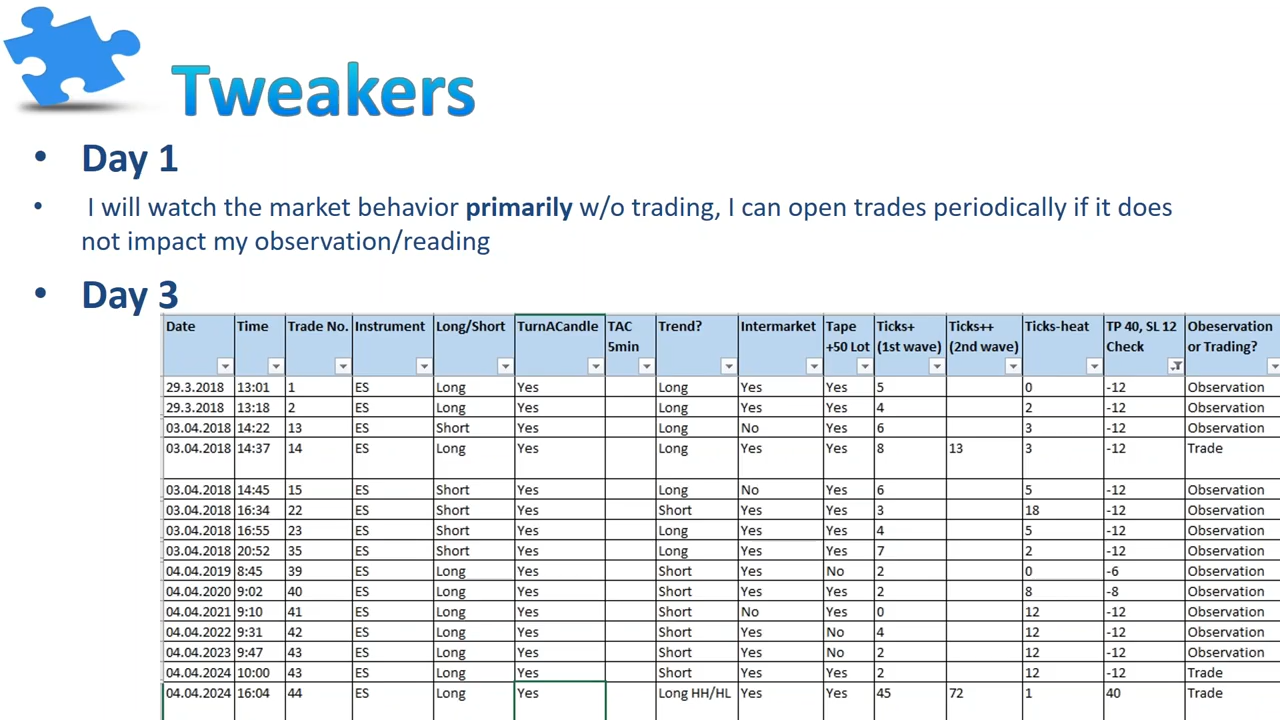 Tweakers
• Day 1
• I will watch the market behavior primarily w/o trading, I can open trades periodically if it does
not impact my observation/reading
• Day 3
Date Time Trade No. Instrument Long/Short TurnACandle TAC 5min Trend? Intermarket Tape +50 Lot Ticks+ (1st wave) Ticks++ (2nd wave) Ticks-heat TP 40, SL 12 Check Obeservation or Trading?
29.3.2018 13:01 1 ES Long Yes Long Yes Yes 5 0 -12 Observation
29.3.2018 13:18 2 ES Long Yes Long Yes Yes 4 2 -12 Observation
03.04.2018 14:22 13 ES Short Yes Long No Yes 6 3 -12 Observation
03.04.2018 14:37 14 ES Long Yes Long Yes Yes 8 13 3 -12 Trade
03.04.2018 14:45 15 ES Short Yes Long No Yes 6 5 -12 Observation
03.04.2018 16:34 22 ES Short Yes Short Yes Yes 3 18 -12 Observation
03.04.2018 16:55 23 ES Short Yes Long Yes Yes 4 5 -12 Observation
03.04.2018 20:52 35 ES Short Yes Long Yes Yes 7 2 -12 Observation
04.04.2019 8:45 39 ES Long Yes Short Yes No 2 0 -6 Observation
04.04.2020 9:02 40 ES Long Yes Short Yes Yes 2 8 -8 Observation
04.04.2021 9:10 41 ES Long Yes Short No Yes 0 12 -12 Observation
04.04.2022 9:31 42 ES Long Yes Short Yes No 4 12 -12 Observation
04.04.2023 9:47 43 ES Long Yes Short Yes No 2 12 -12 Observation
04.04.2024 10:00 43 ES Long Yes Short Yes Yes 2 12 -12 Trade
04.04.2024 16:04 44 ES Long Yes Long HH/HL Yes Yes 45 72 1 40 Trade